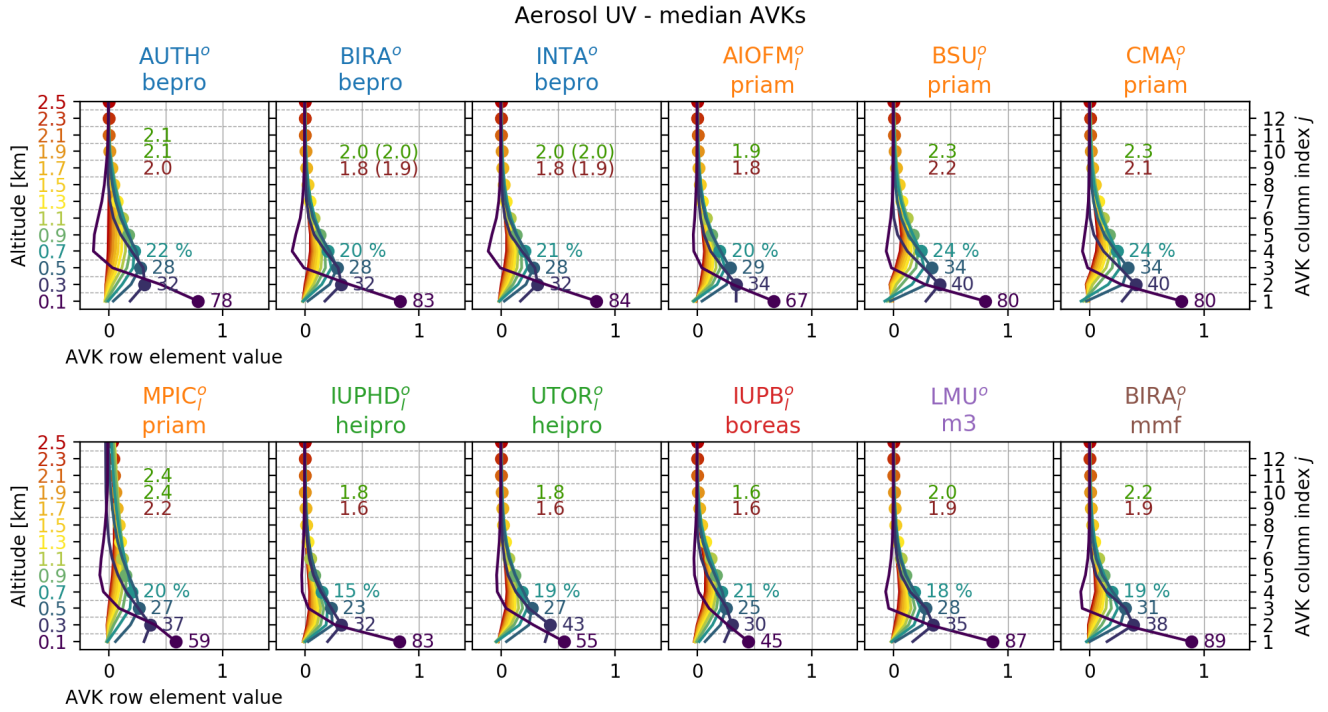 Aerosol UV - median AVKs
AUTHᵒ BIRAᵒ INTAᵒ AIOFMₗᵒ BSUₗᵒ CMAₗᵒ
bepro bepro bepro priam priam priam
2.5
2.3 12
2.1 2.1 11
1.9 2.1 2.0 (2.0) 2.0 (2.0) 1.9 2.3 2.3 10
1.7 2.0 1.8 (1.9) 1.8 (1.9) 1.8 2.2 2.1 9
1.5 8
1.3 7
1.1 6
0.9 5
0.7 22 % 20 % 21 % 20 % 24 % 24 % 4
0.5 28 28 28 29 34 34 3
0.3 32 32 32 34 40 40 2
0.1 78 83 84 67 80 80 1
Altitude [km]
AVK column index j
0 1 0 1 0 1 0 1 0 1 0 1
AVK row element value
MPICₗᵒ IUPHDₗᵒ UTORₗᵒ IUPBₗᵒ LMUᵒ BIRAₗᵒ
priam heipro heipro boreas m3 mmf
2.5
2.3 12
2.1 2.4 11
1.9 2.4 1.8 1.8 1.6 2.0 2.2 10
1.7 2.2 1.6 1.6 1.6 1.9 1.9 9
1.5 8
1.3 7
1.1 6
0.9 5
0.7 20 % 15 % 19 % 21 % 18 % 19 % 4
0.5 27 23 27 25 28 31 3
0.3 37 32 43 30 35 38 2
0.1 59 83 55 45 87 89 1
Altitude [km]
AVK column index j
0 1 0 1 0 1 0 1 0 1 0 1
AVK row element value